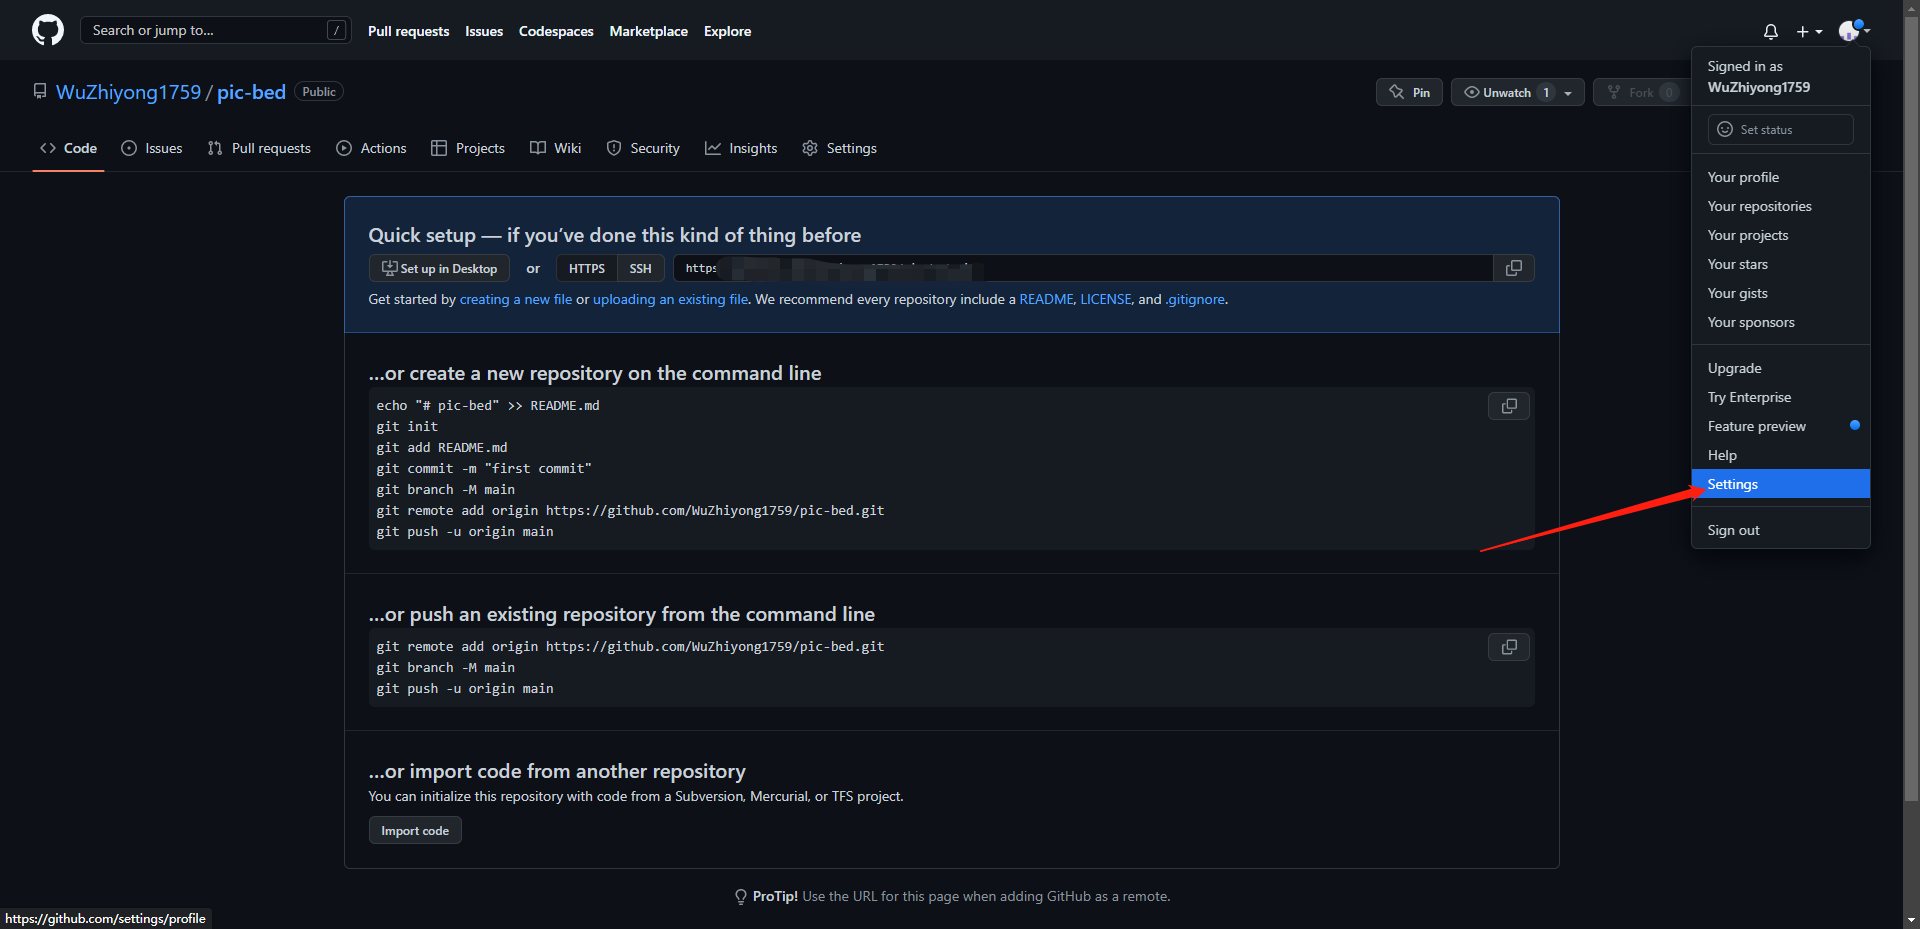 Search or jump to... /
Pull requests Issues Codespaces Marketplace Explore
WuZhiyong1759 / pic-bed Public
Pin Unwatch 1 Fork 0
Code Issues Pull requests Actions Projects Wiki Security Insights Settings
Quick setup — if you’ve done this kind of thing before
Set up in Desktop or HTTPS SSH https
Get started by creating a new file or uploading an existing file. We recommend every repository include a README, LICENSE, and .gitignore.
…or create a new repository on the command line
echo "# pic-bed" >> README.md
git init
git add README.md
git commit -m "first commit"
git branch -M main
git remote add origin https://github.com/WuZhiyong1759/pic-bed.git
git push -u origin main
…or push an existing repository from the command line
git remote add origin https://github.com/WuZhiyong1759/pic-bed.git
git branch -M main
git push -u origin main
…or import code from another repository
You can initialize this repository with code from a Subversion, Mercurial, or TFS project.
Import code
ProTip! Use the URL for this page when adding GitHub as a remote.
Signed in as
WuZhiyong1759
Set status
Your profile
Your repositories
Your projects
Your stars
Your gists
Your sponsors
Upgrade
Try Enterprise
Feature preview
Help
Settings
Sign out
https://github.com/settings/profile